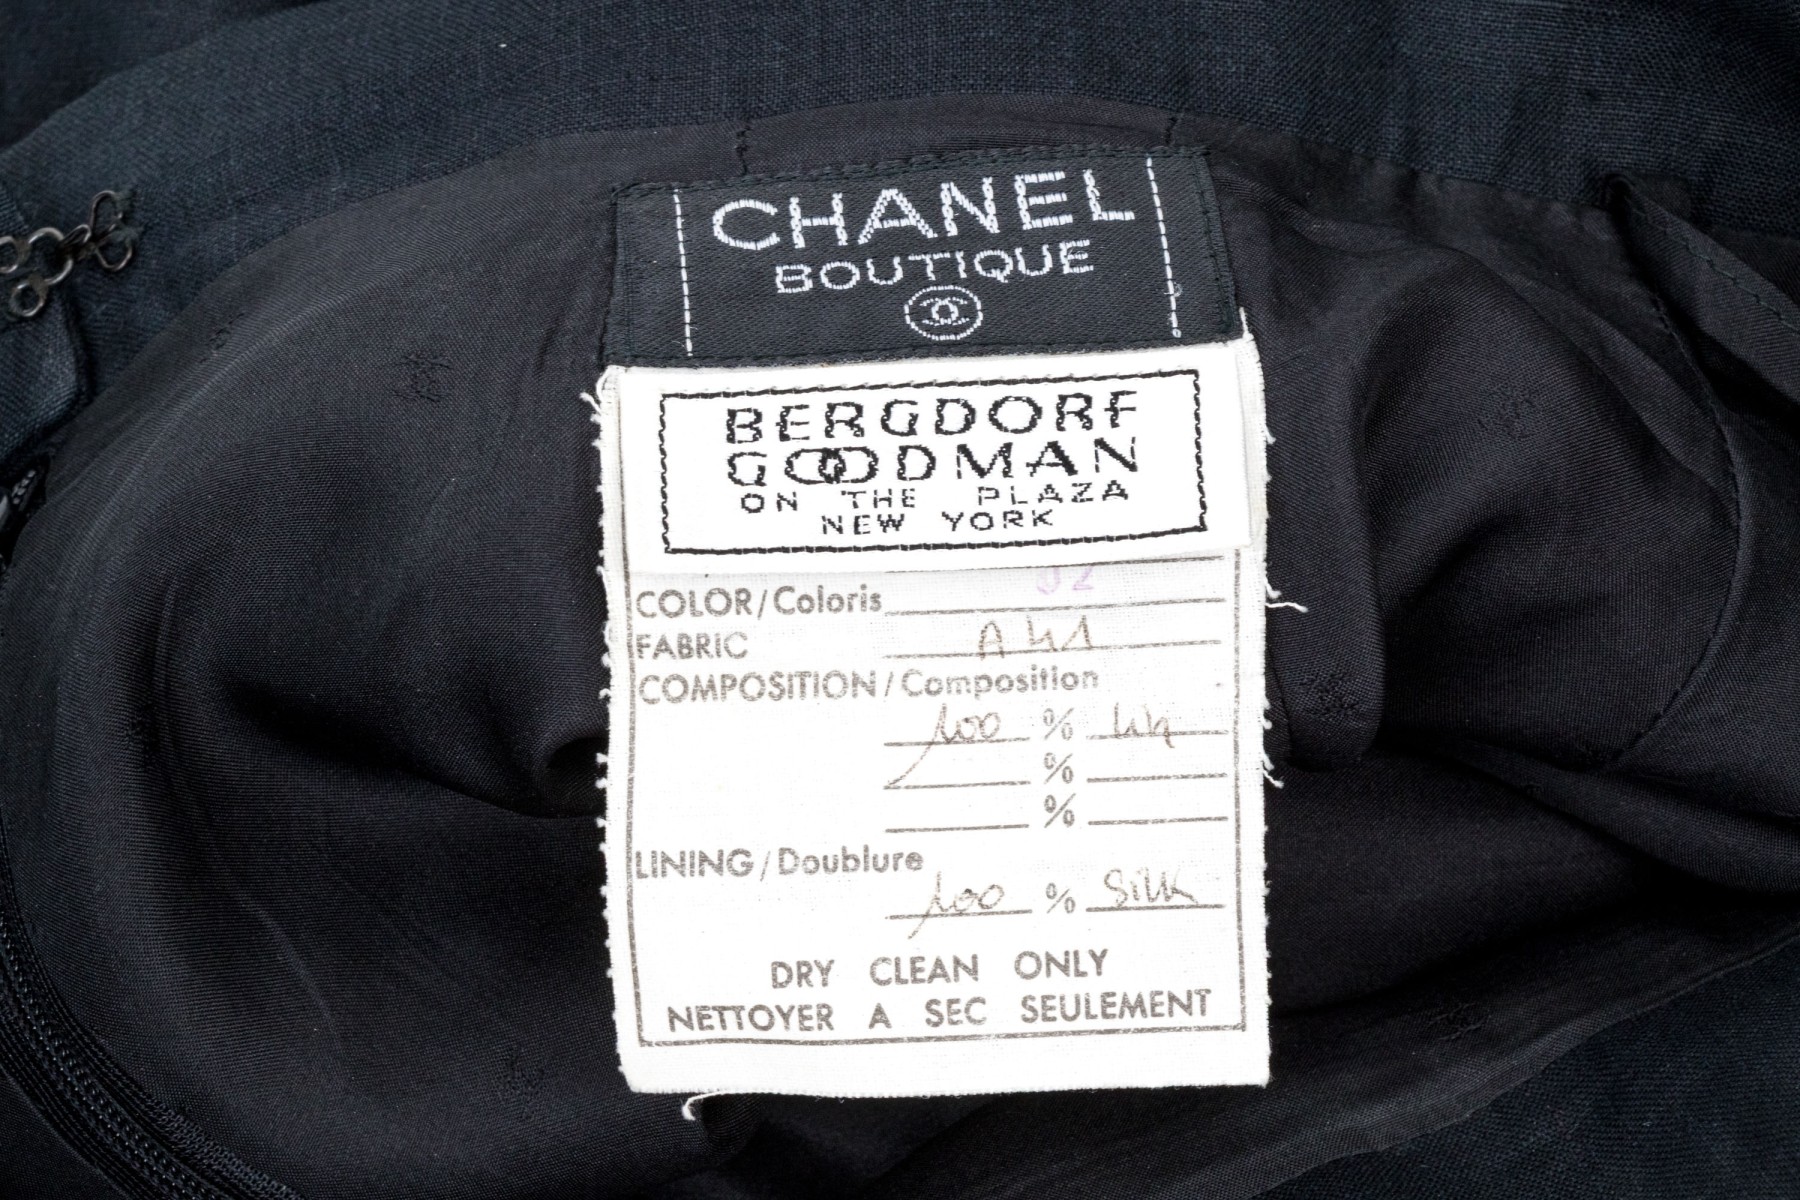 CHANEL
BOUTIQUE
BERGDORF
GOODMAN
ON THE PLAZA
NEW YORK
COLOR/Coloris
FABRIC A41
COMPOSITION/Composition
100 %
%
%
LINING/Doublure
100 % Silk
DRY CLEAN ONLY
NETTOYER A SEC SEULEMENT